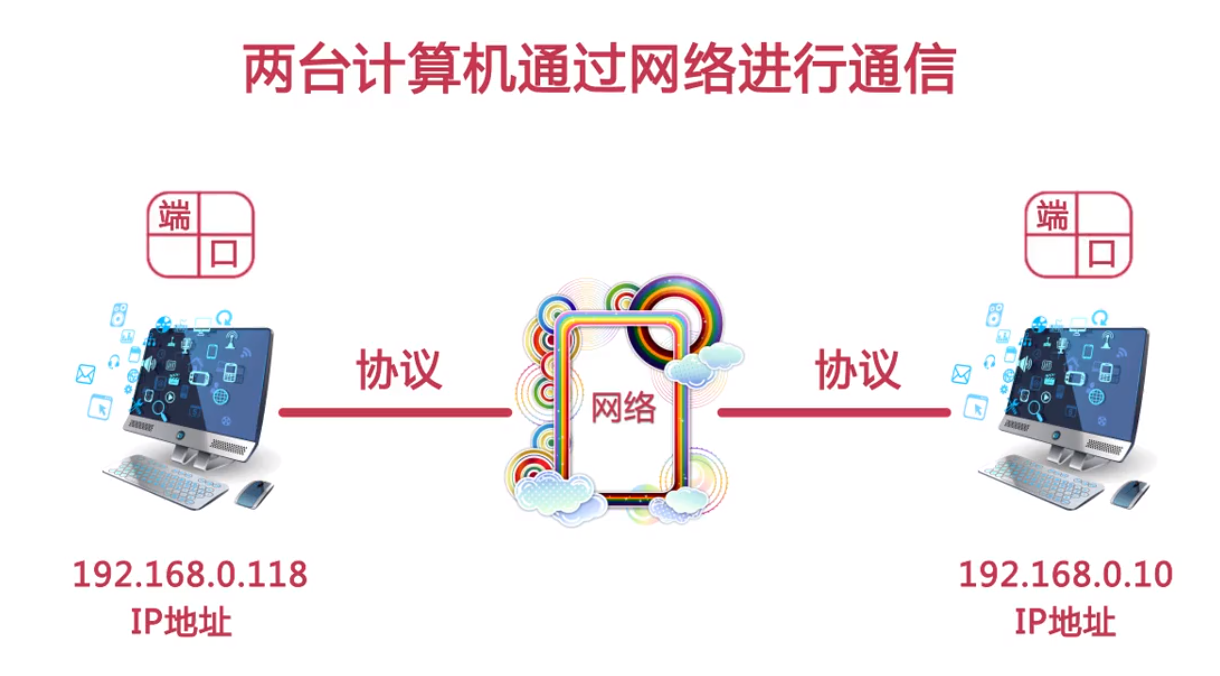 两台计算机通过网络进行通信
端口
端口
协议
网络
协议
192.168.0.118
IP地址
192.168.0.10
IP地址